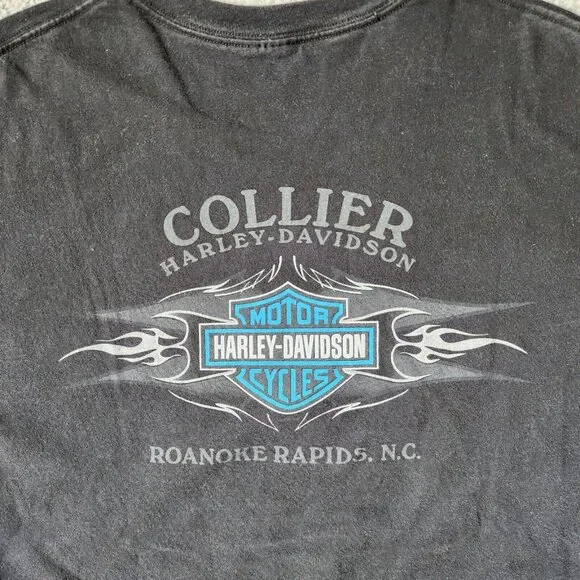 COLLIER
HARLEY-DAVIDSON
MOTOR
HARLEY-DAVIDSON
CYCLES
ROANOKE RAPIDS, N.C.